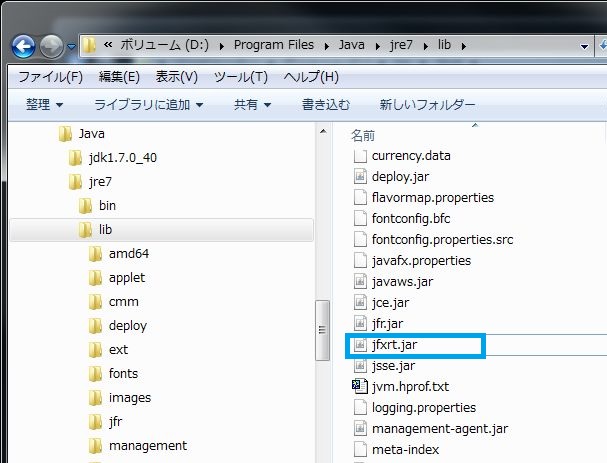 « ボリューム (D:) ▸ Program Files ▸ Java ▸ jre7 ▸ lib ▸
ファイル(F) 編集(E) 表示(V) ツール(T) ヘルプ(H)
整理 ▼ ライブラリに追加 ▼ 共有 ▼ 書き込む 新しいフォルダー
Java
jdk1.7.0_40
jre7
bin
lib
amd64
applet
cmm
deploy
ext
fonts
images
jfr
management
名前
currency.data
deploy.jar
flavormap.properties
fontconfig.bfc
fontconfig.properties.src
javafx.properties
javaws.jar
jce.jar
jfr.jar
jfxrt.jar
jsse.jar
jvm.hprof.txt
logging.properties
management-agent.jar
meta-index